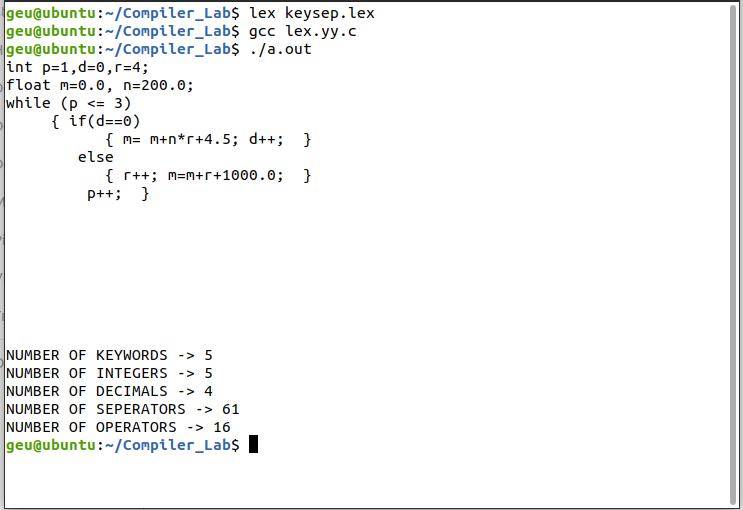 geu@ubuntu:~/Compiler_Lab$ lex keysep.lex
geu@ubuntu:~/Compiler_Lab$ gcc lex.yy.c
geu@ubuntu:~/Compiler_Lab$ ./a.out
int p=1,d=0,r=4;
float m=0.0, n=200.0;
while (p <= 3)
     { if(d==0)
           { m= m+n*r+4.5; d++;  }
        else
           { r++; m=m+r+1000.0;  }
         p++;  }
NUMBER OF KEYWORDS -> 5
NUMBER OF INTEGERS -> 5
NUMBER OF DECIMALS -> 4
NUMBER OF SEPERATORS -> 61
NUMBER OF OPERATORS -> 16
geu@ubuntu:~/Compiler_Lab$